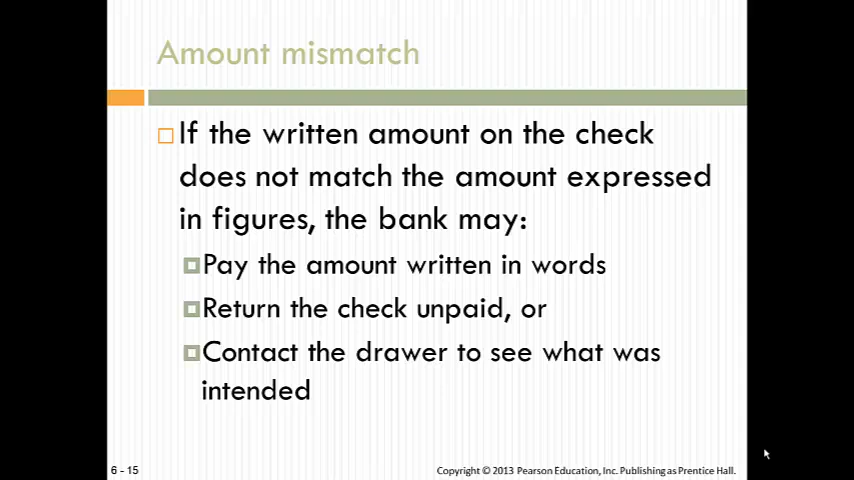 Amount mismatch
If the written amount on the check
does not match the amount expressed
in figures, the bank may:
Pay the amount written in words
Return the check unpaid, or
Contact the drawer to see what was
intended
6 - 15
Copyright © 2013 Pearson Education, Inc. Publishing as Prentice Hall.